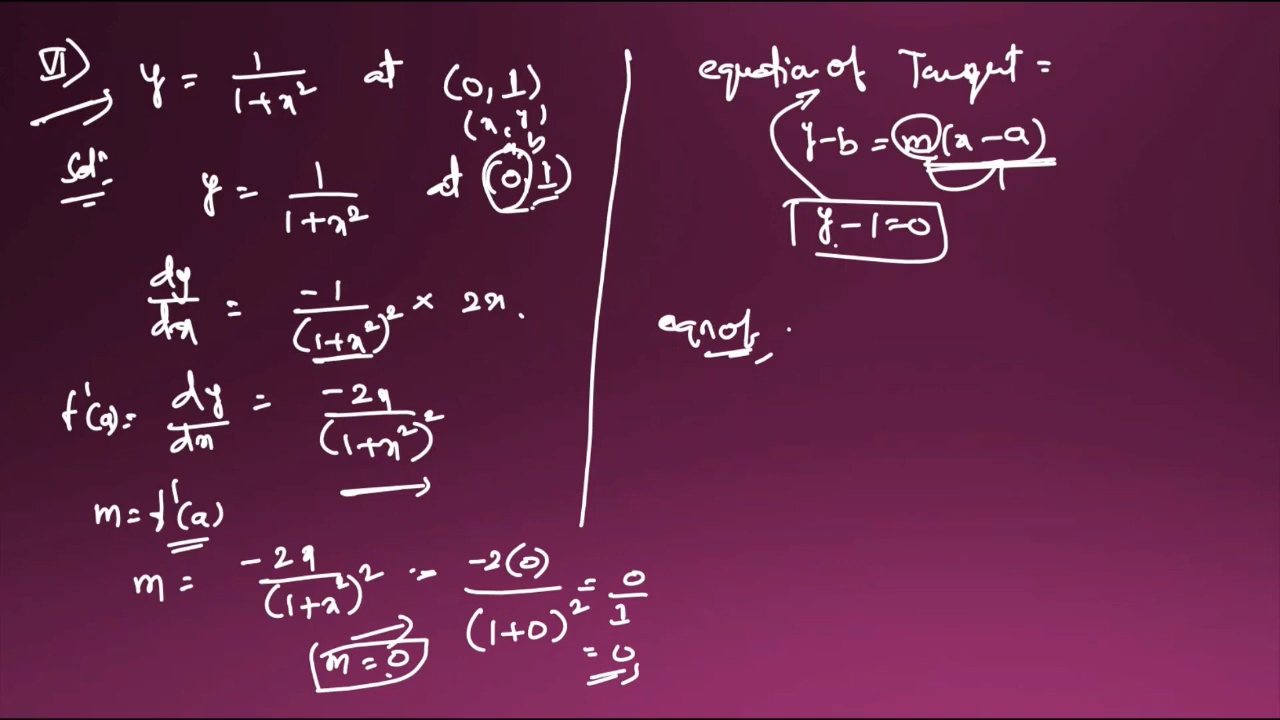 VI) y = 1/(1+x²) at (0, 1)
(x, y)
a b
Solⁿ: y = 1/(1+x²) at (0, 1)
dy/dx = -1/(1+x²)² × 2x.
f'(a) = dy/dx = -2x/(1+x²)²
m = f'(a)
m = -2x/(1+x²)² = -2(0)/(1+0)² = 0/1
= 0
m = 0
equation of Tangent =
y-b = m(x-a)
y-1=0
eqn of